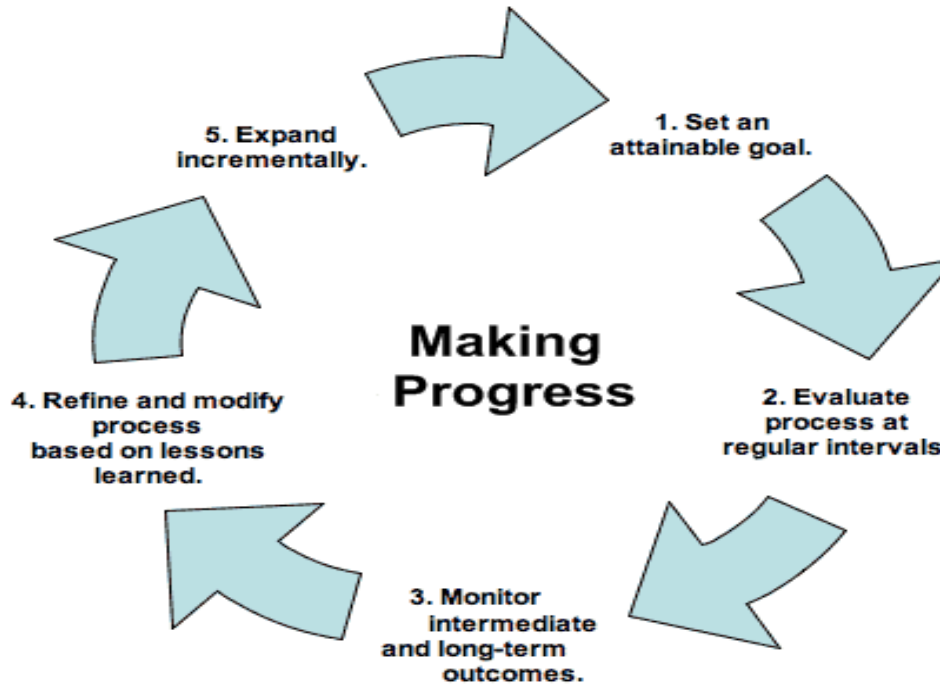 Making
Progress
1. Set an
attainable goal.
2. Evaluate
process at
regular intervals
3. Monitor
intermediate
and long-term
outcomes.
4. Refine and modify
process
based on lessons
learned.
5. Expand
incrementally.